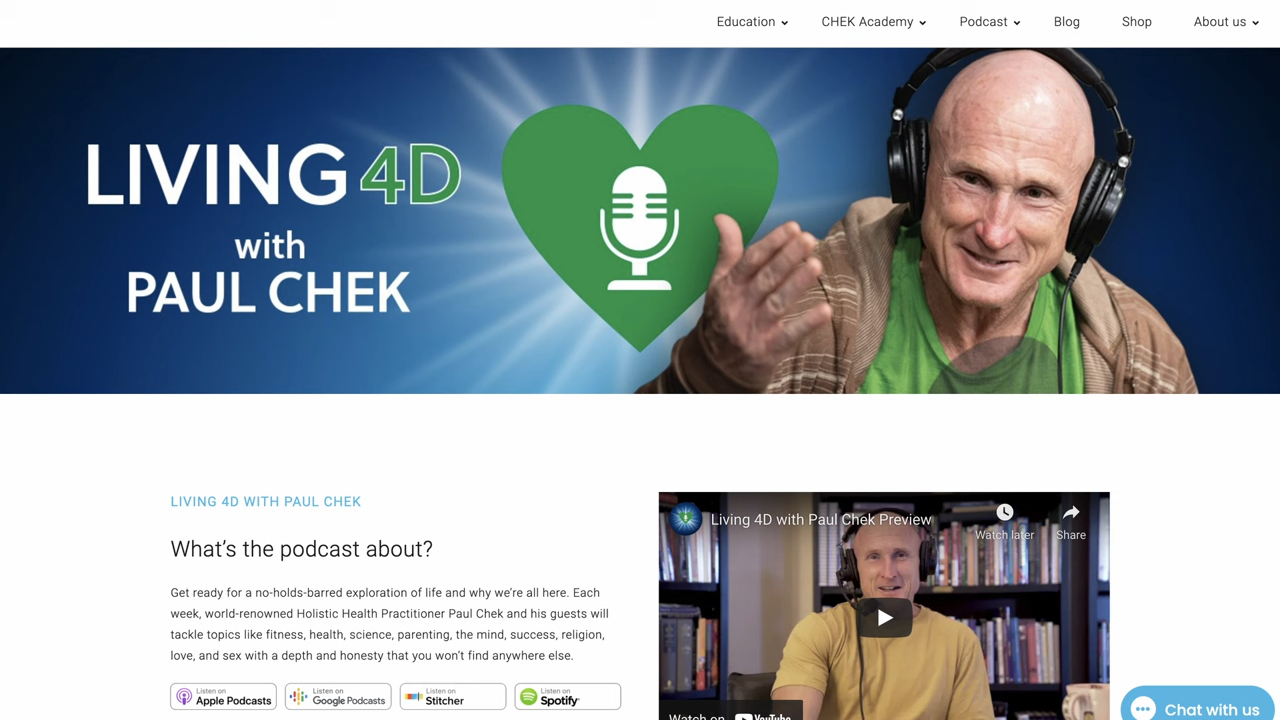 Education
CHEK Academy
Podcast
Blog
Shop
About us
LIVING 4D
with
PAUL CHEK
LIVING 4D WITH PAUL CHEK
What's the podcast about?
Get ready for a no-holds-barred exploration of life and why we're all here. Each
week, world-renowned Holistic Health Practitioner Paul Chek and his guests will
tackle topics like fitness, health, science, parenting, the mind, success, religion,
love, and sex with a depth and honesty that you won't find anywhere else.
Listen on
Apple Podcasts
Listen on
Google Podcasts
Listen on
Stitcher
Listen on
Spotify
Living 4D with Paul Chek Preview
Watch later
Share
Watch on
YouTube
Chat with us